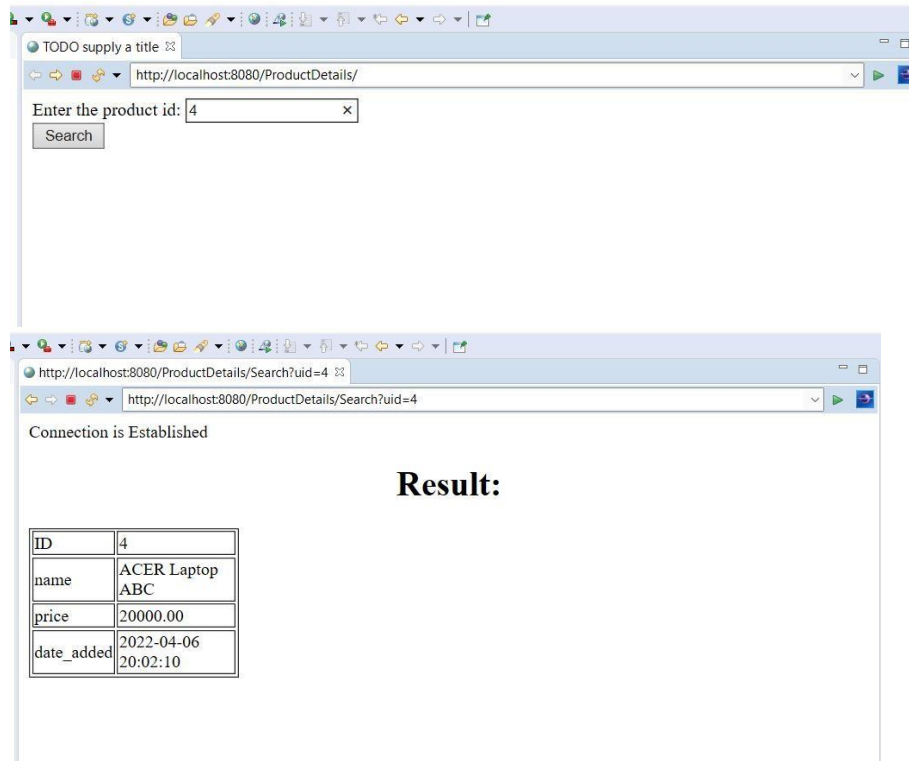 TODO supply a title
http://localhost:8080/ProductDetails/
Enter the product id: 4
Search
http://localhost:8080/ProductDetails/Search?uid=4
http://localhost:8080/ProductDetails/Search?uid=4
Connection is Established
Result:
ID 4
name ACER Laptop
ABC
price 20000.00
date_added 2022-04-06
20:02:10